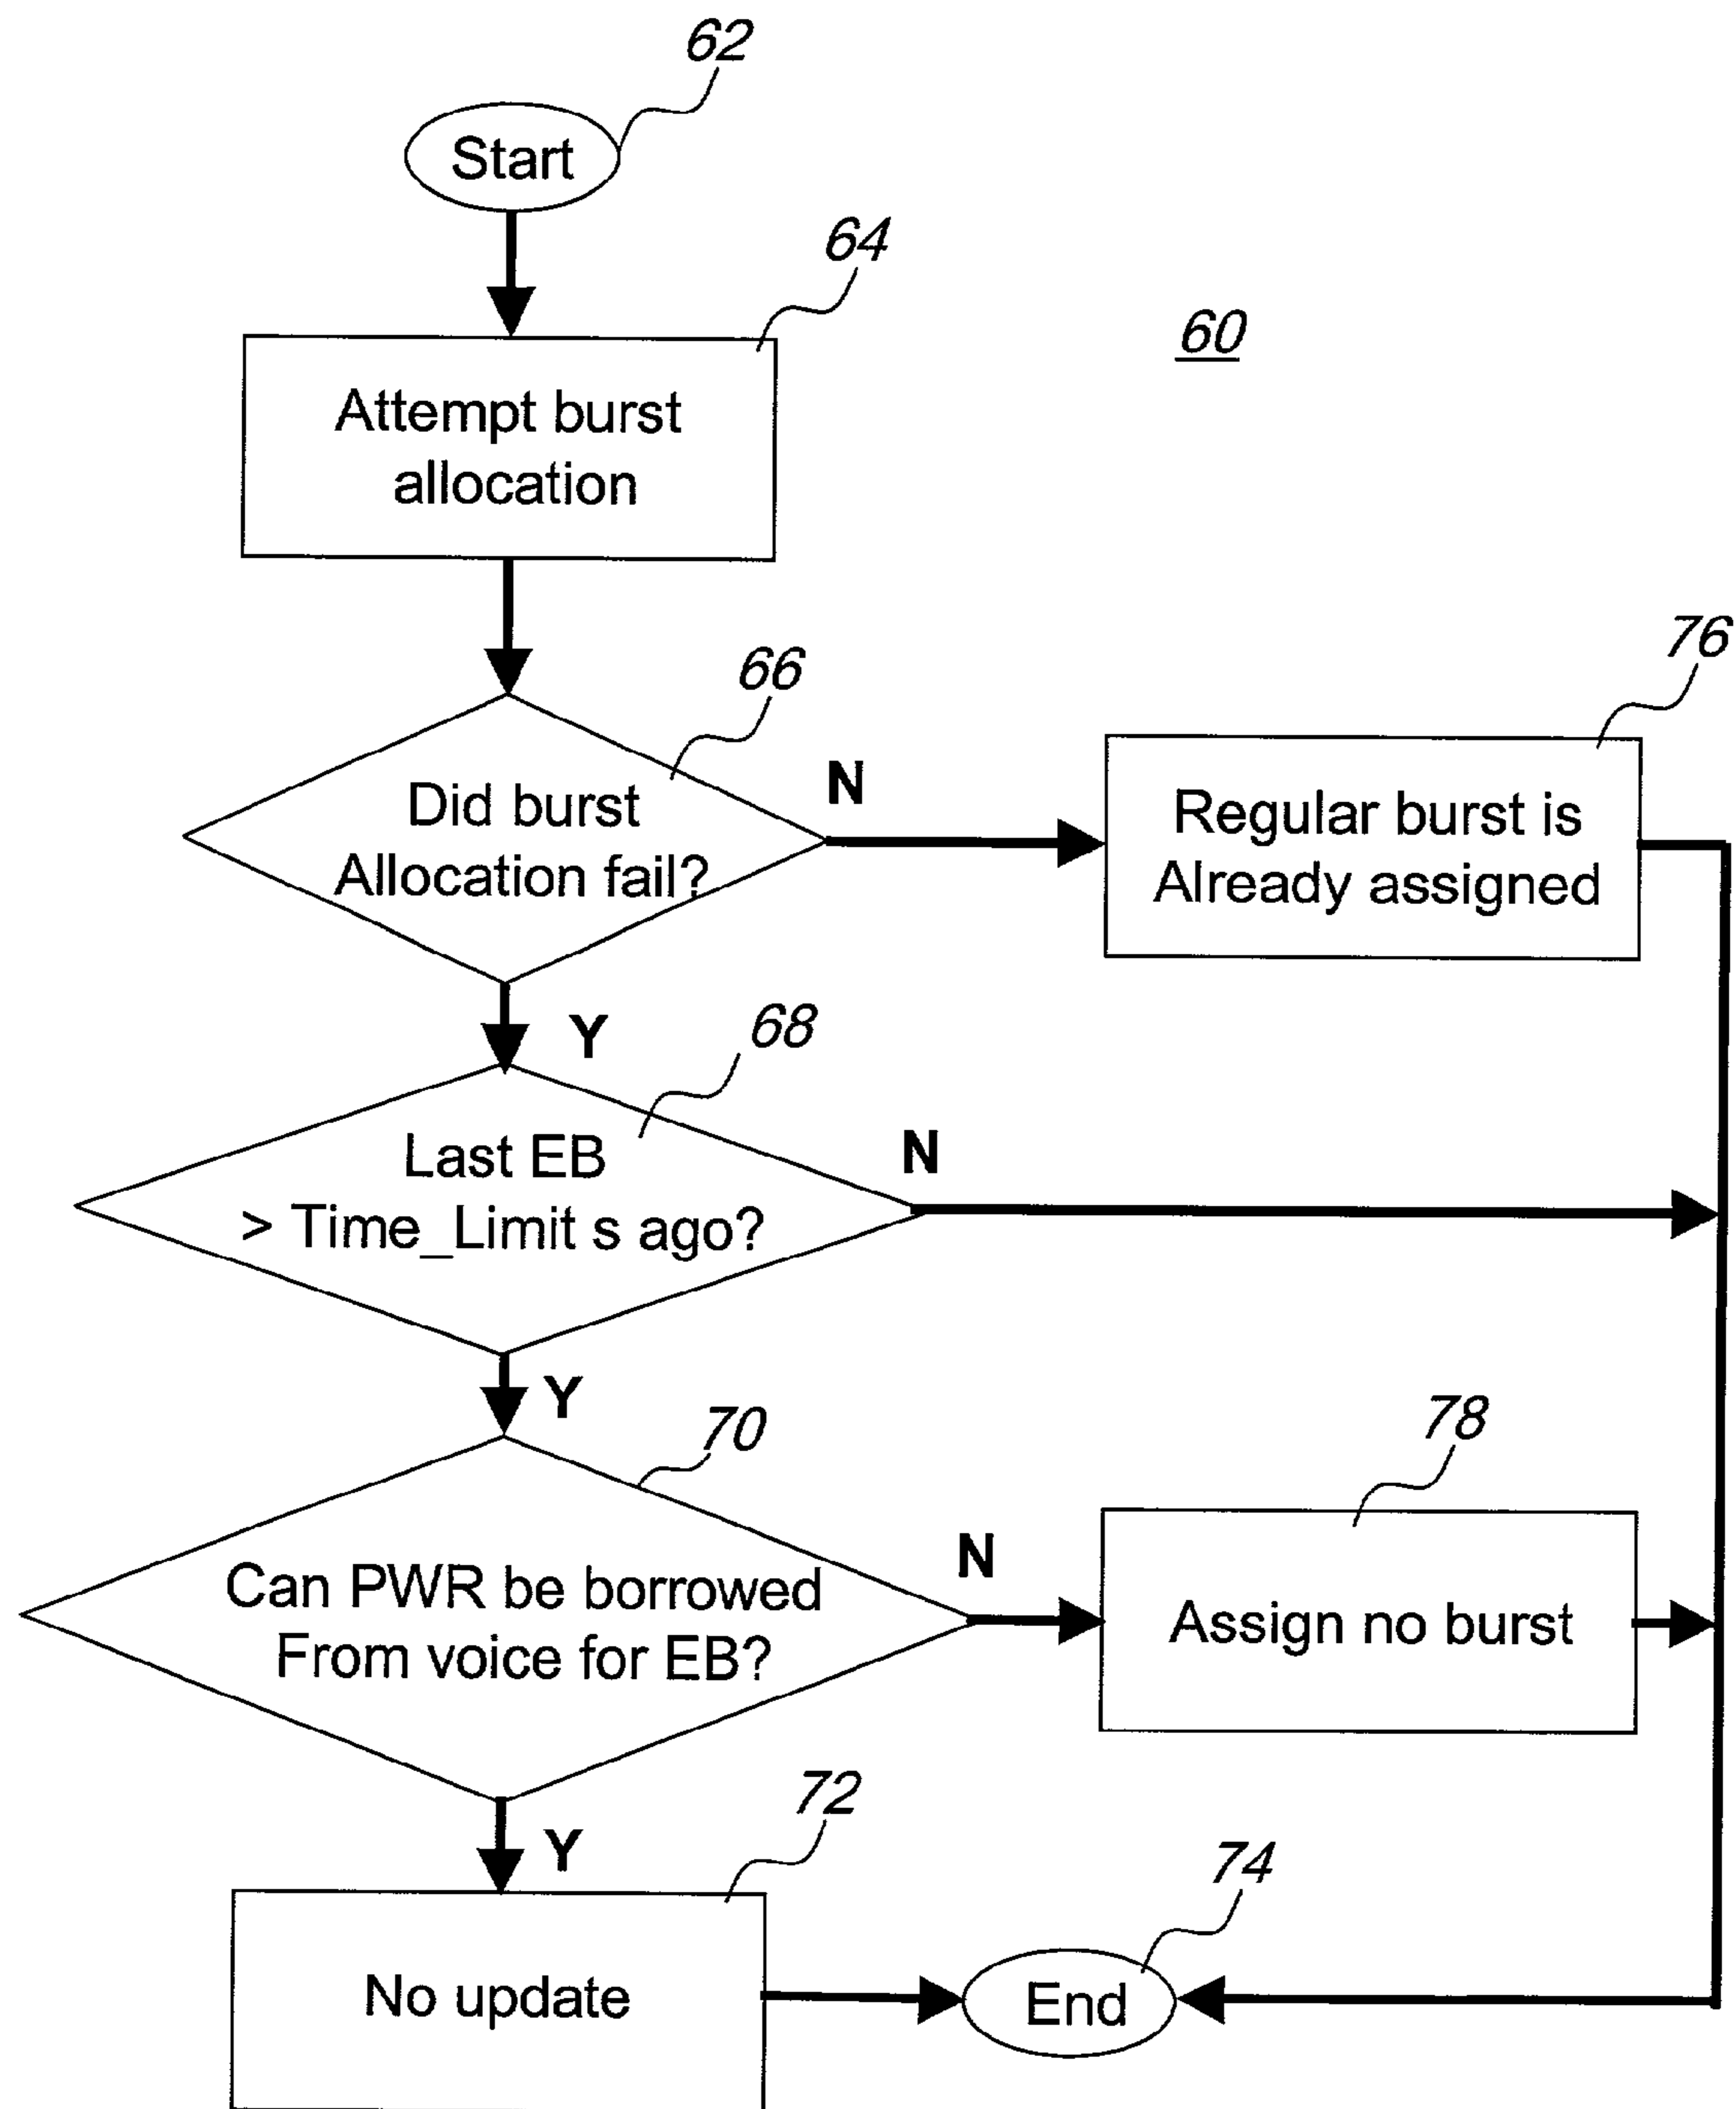 62
Start
64
60
Attempt burst
allocation
66
76
N
Did burst
Allocation fail?
Regular burst is
Already assigned
Y
68
N
Last EB
> Time_Limit s ago?
Y
70
78
N
Can PWR be borrowed
From voice for EB?
Assign no burst
72
Y
74
No update
End